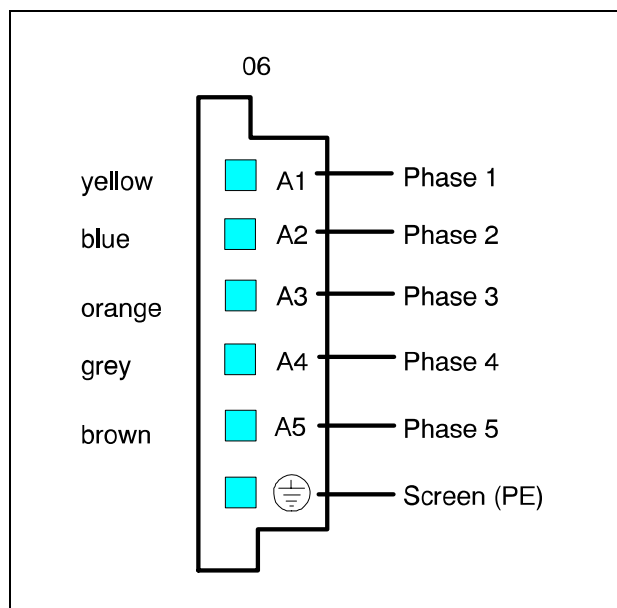 06
yellow A1 Phase 1
blue A2 Phase 2
orange A3 Phase 3
grey A4 Phase 4
brown A5 Phase 5
Screen (PE)